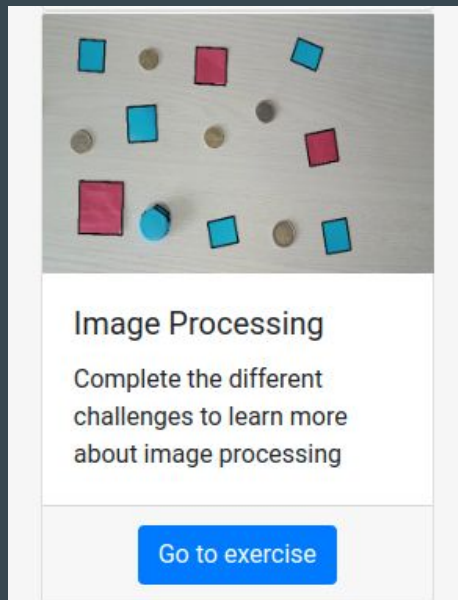 Image Processing
Complete the different
challenges to learn more
about image processing
Go to exercise